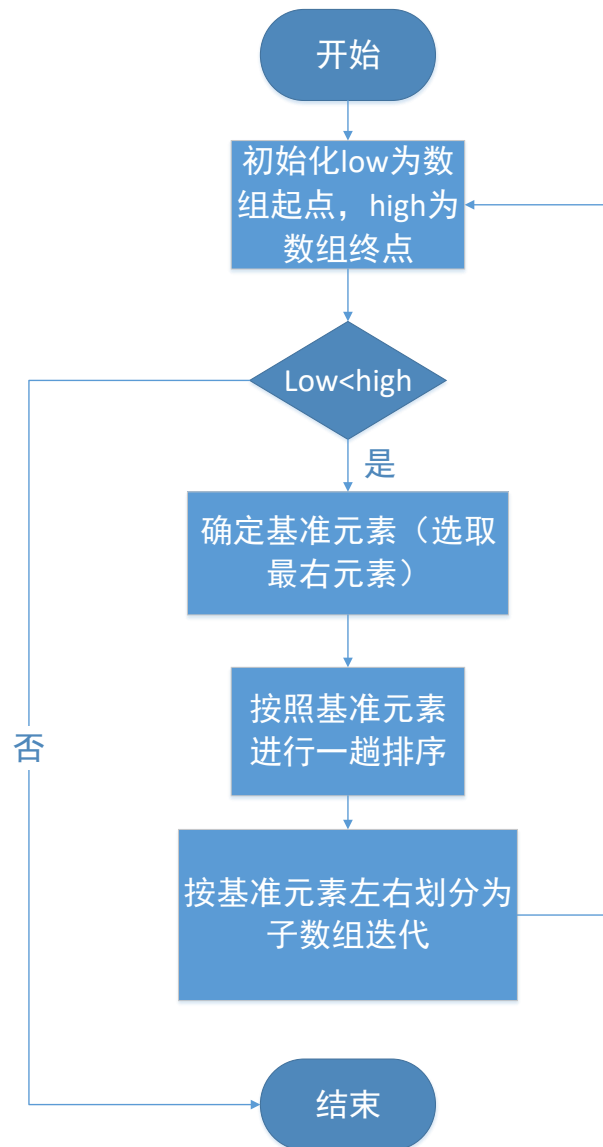 开始
初始化low为数
组起点，high为
数组终点
Low<high
是
确定基准元素（选取
最右元素）
按照基准元素
进行一趟排序
否
按基准元素左右划分为
子数组迭代
结束